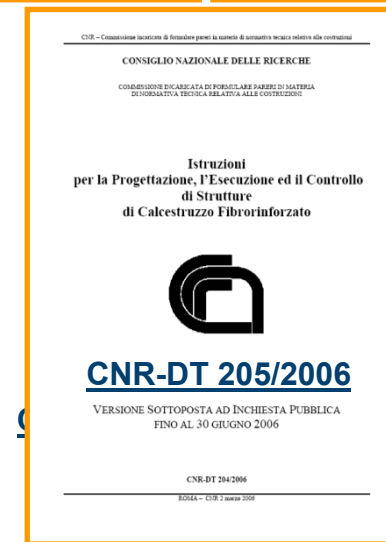 CNR – Commissione incaricata di formulare pareri in materia di normativa tecnica relativa alle costruzioni
CONSIGLIO NAZIONALE DELLE RICERCHE
COMMISSIONE INCARICATA DI FORMULARE PARERI IN MATERIA
DI NORMATIVA TECNICA RELATIVA ALLE COSTRUZIONI
Istruzioni
per la Progettazione, l'Esecuzione ed il Controllo
di Strutture
di Calcestruzzo Fibrorinforzato
CNR-DT 205/2006
VERSIONE SOTTOPOSTA AD INCHIESTA PUBBLICA
FINO AL 30 GIUGNO 2006
CNR-DT 204/2006
ROMA – CNR 2 marzo 2006